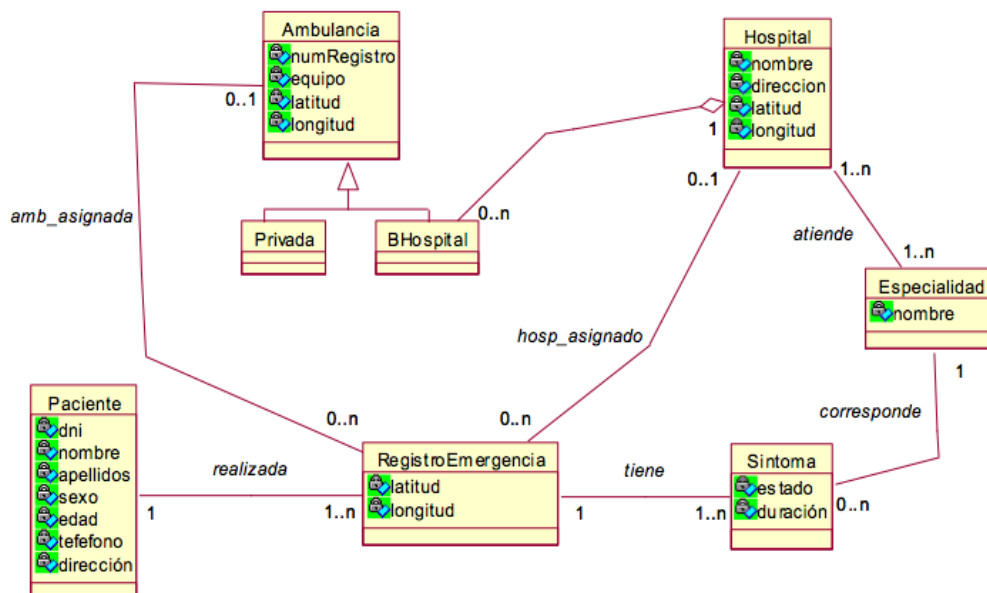 Ambulancia
numRegistro
equipo
latitud
longitud
Hospital
nombre
direccion
latitud
longitud
0..1
1
0..n
0..1
1..n
amb_asignada
Privada
BHospital
atiende
1..n
Especialidad
nombre
hosp_asignado
1
corresponde
Paciente
dni
nombre
apellidos
sexo
edad
tefefono
dirección
0..n
0..n
realizada
1
1..n
RegistroEmergencia
latitud
longitud
tiene
1
1..n
Sintoma
estado
duración
0..n